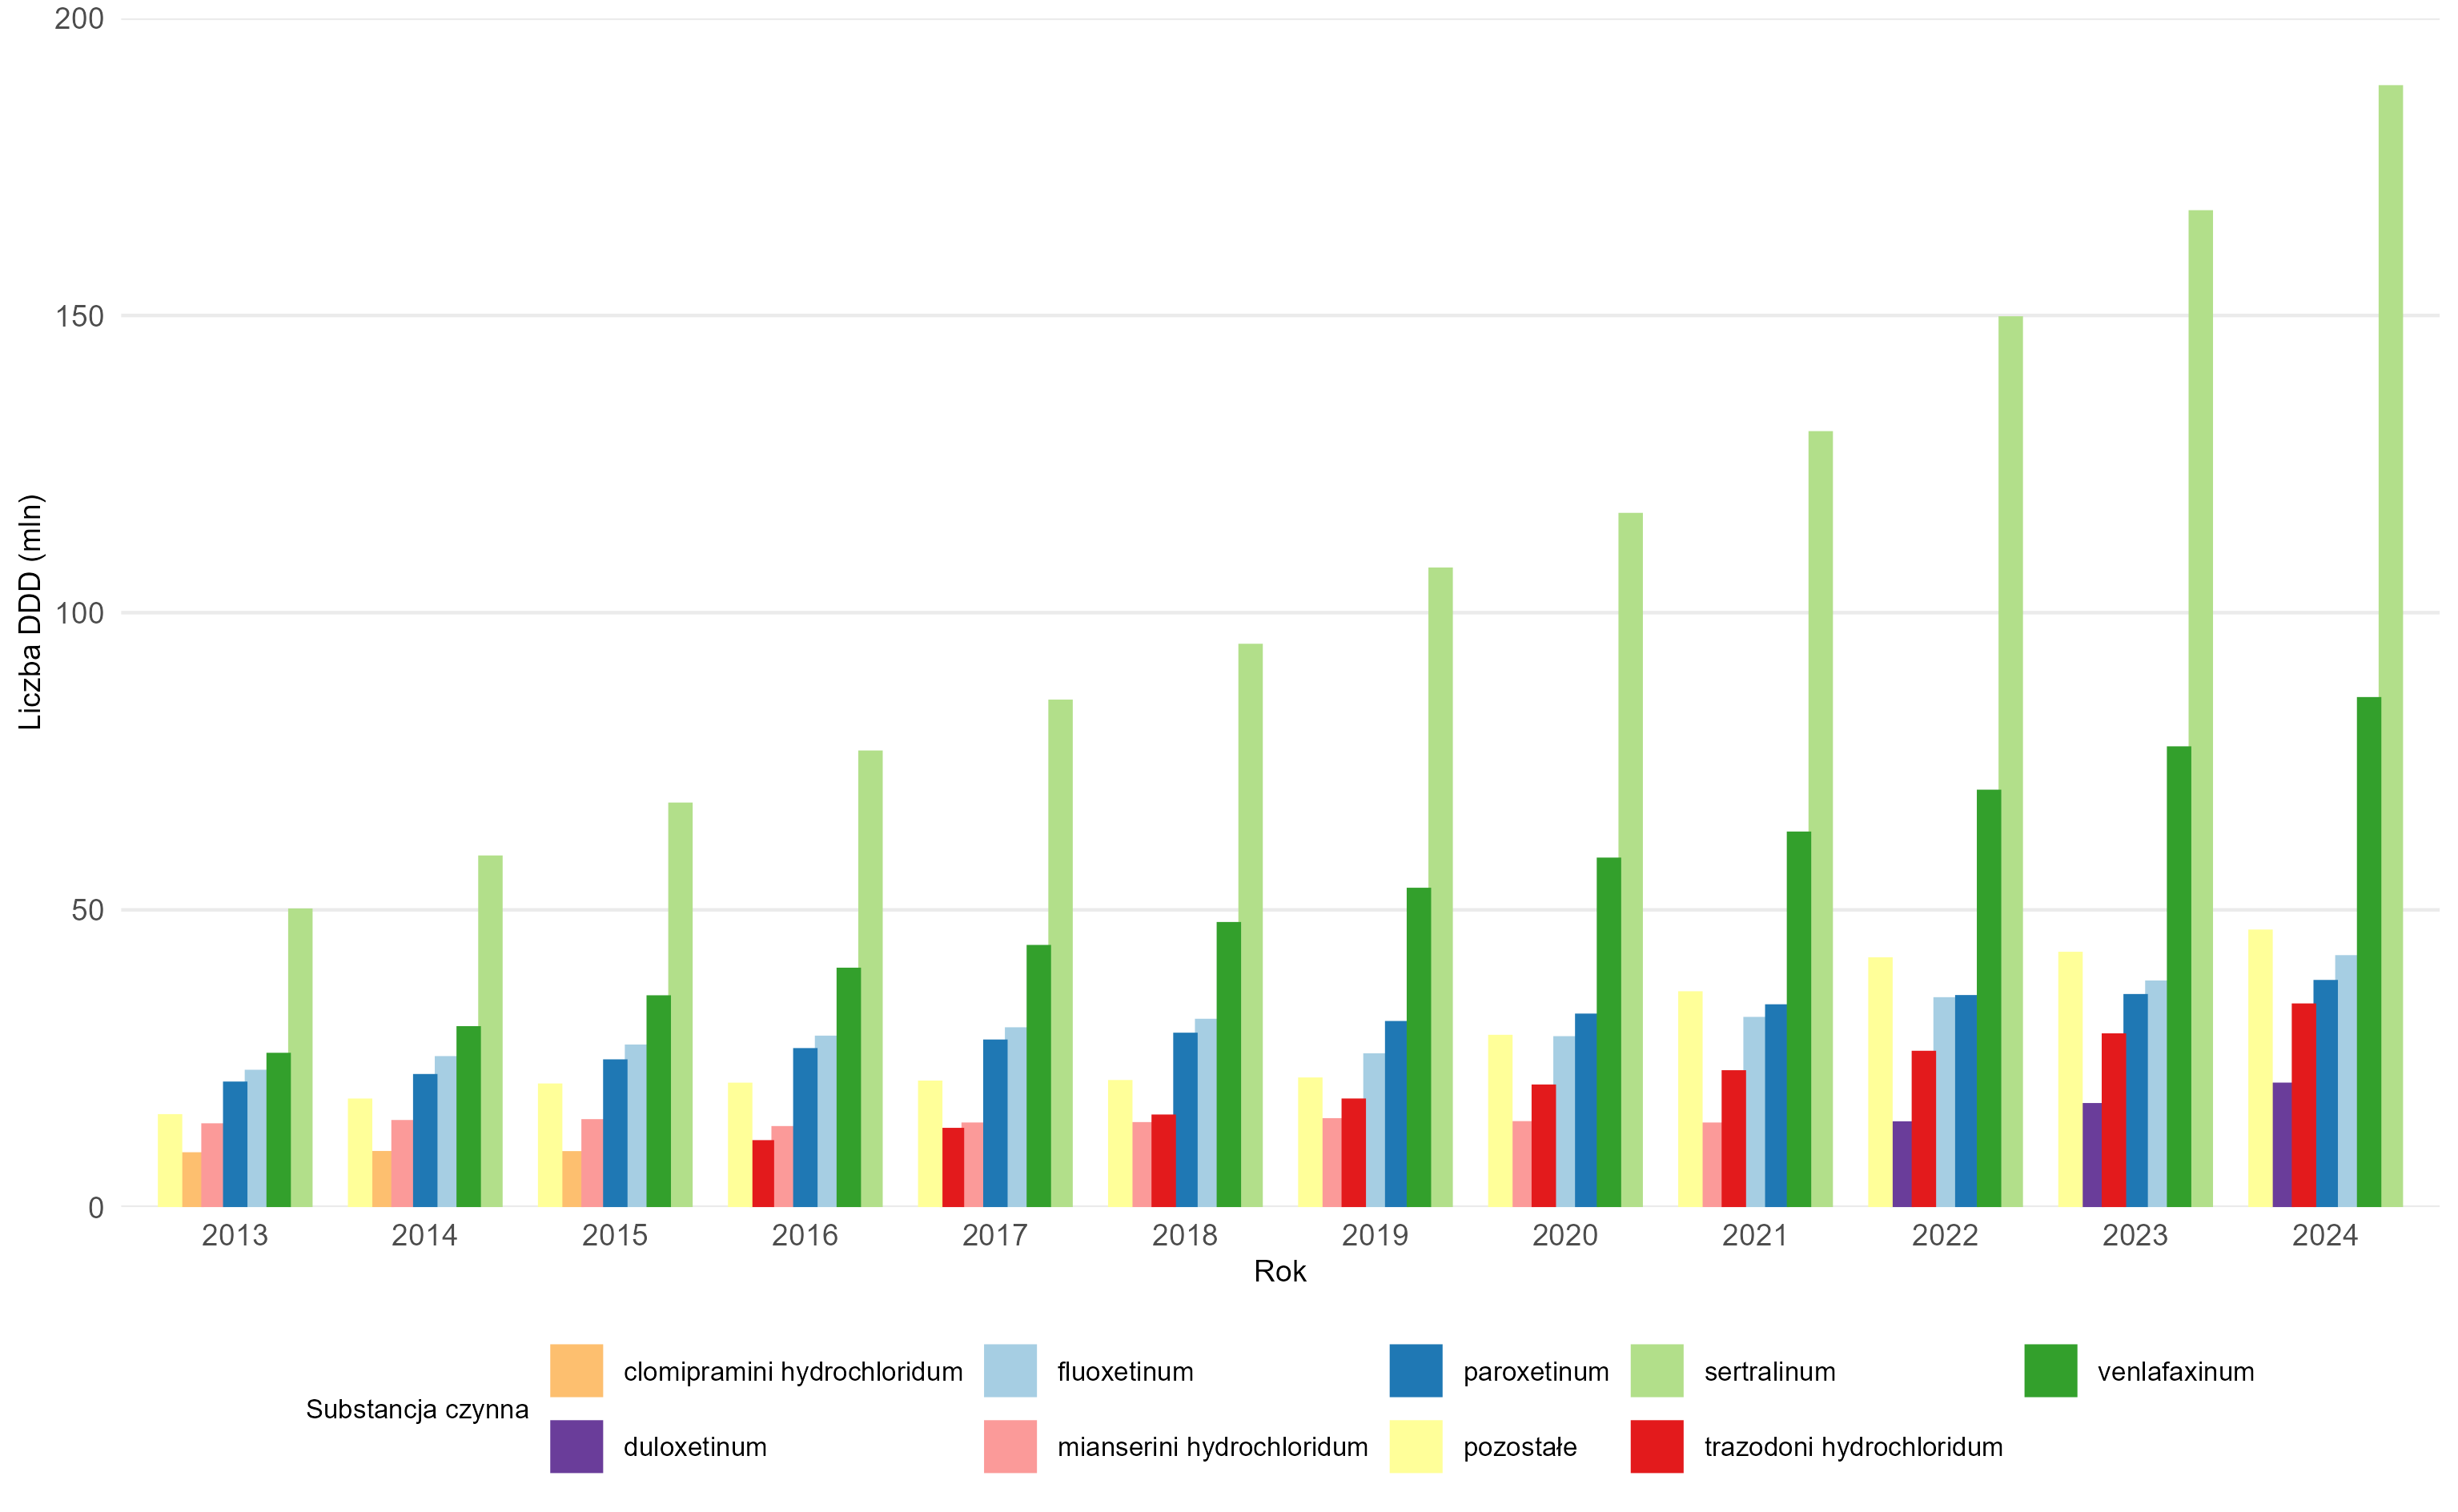 200
150
100
50
0
Liczba DDD (mln)
2013 2014 2015 2016 2017 2018 2019 2020 2021 2022 2023 2024
Rok
Substancja czynna
clomipramini hydrochloridum fluoxetinum paroxetinum sertralinum venlafaxinum
duloxetinum mianserini hydrochloridum pozostałe trazodoni hydrochloridum